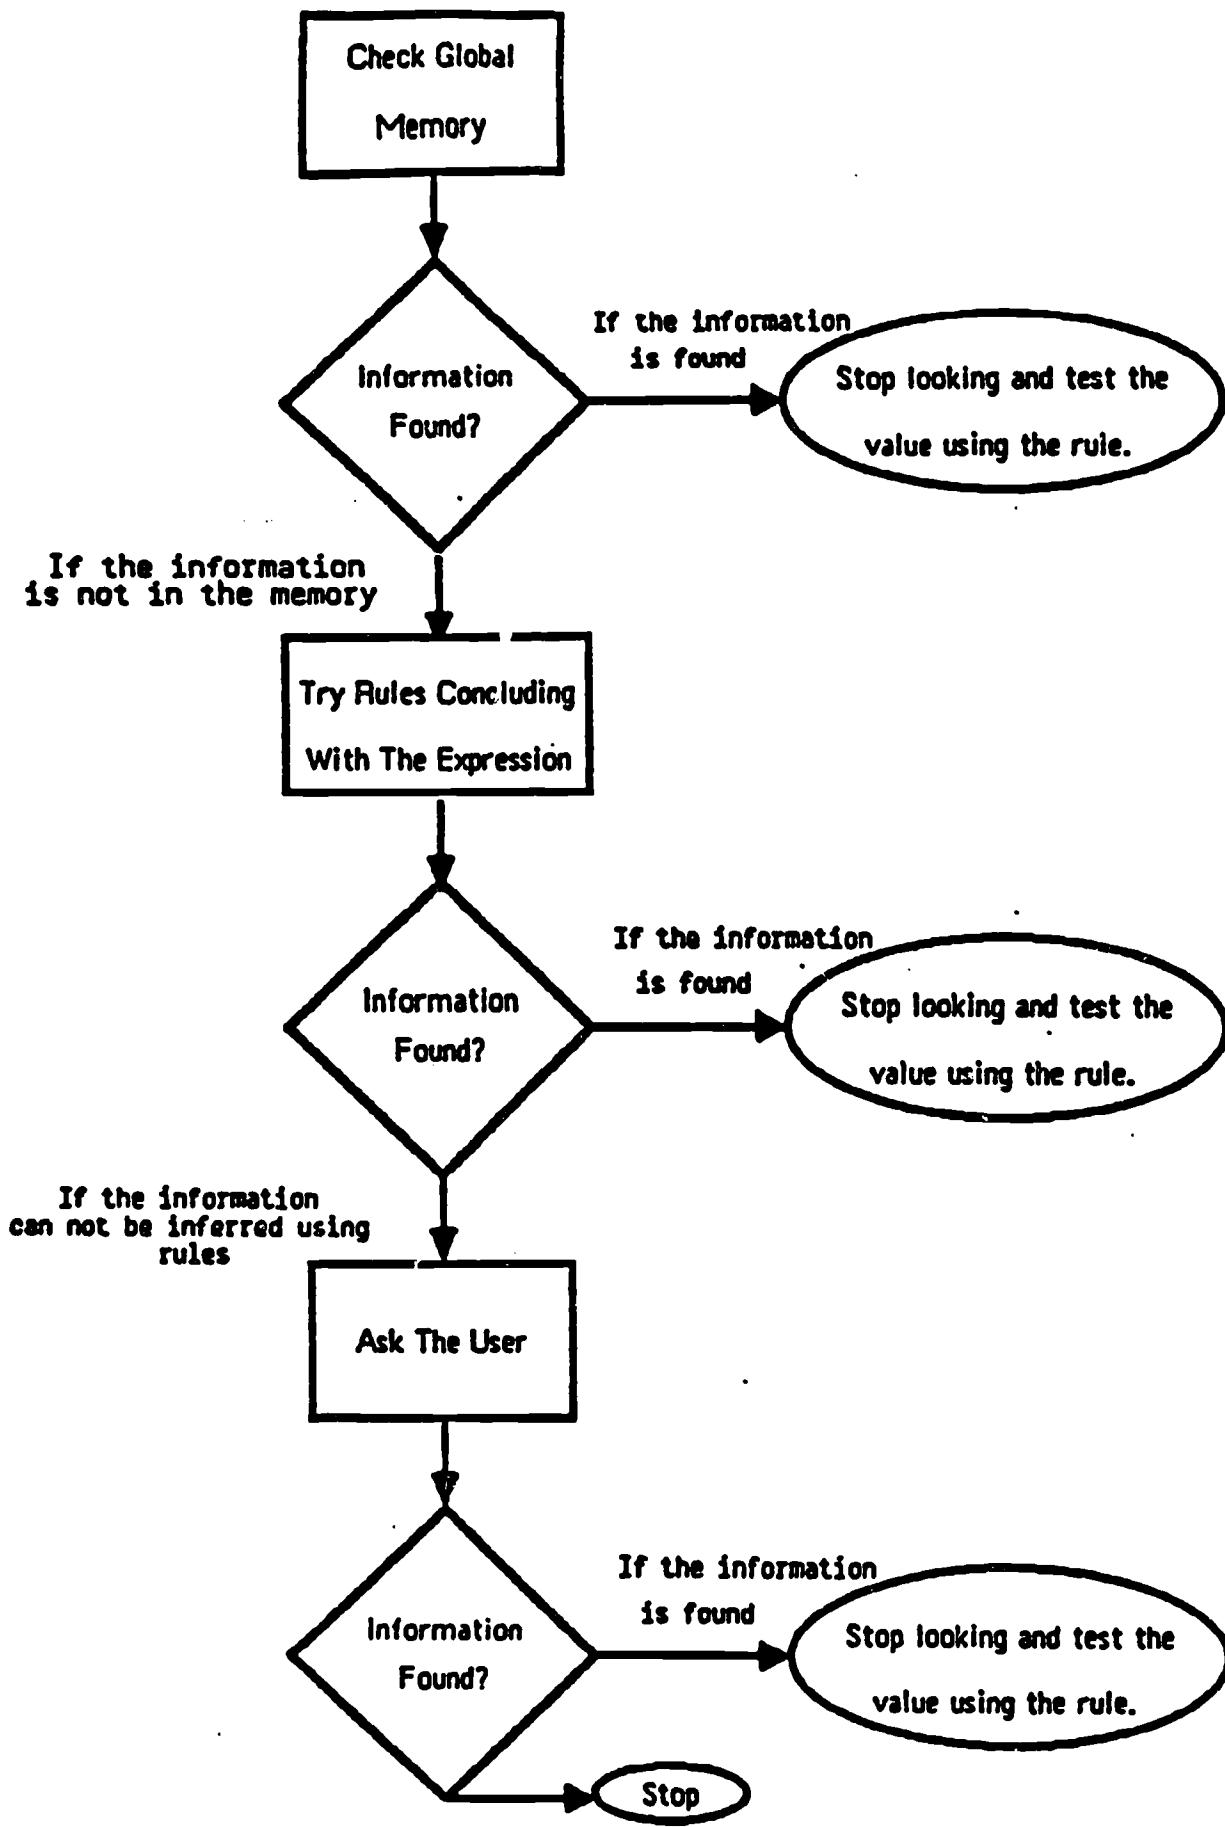 Check Global
Memory
Information
Found?
If the information
is found
Stop looking and test the
value using the rule.
If the information
is not in the memory
Try Rules Concluding
With The Expression
Information
Found?
If the information
is found
Stop looking and test the
value using the rule.
If the information
can not be inferred using
rules
Ask The User
Information
Found?
If the information
is found
Stop looking and test the
value using the rule.
Stop